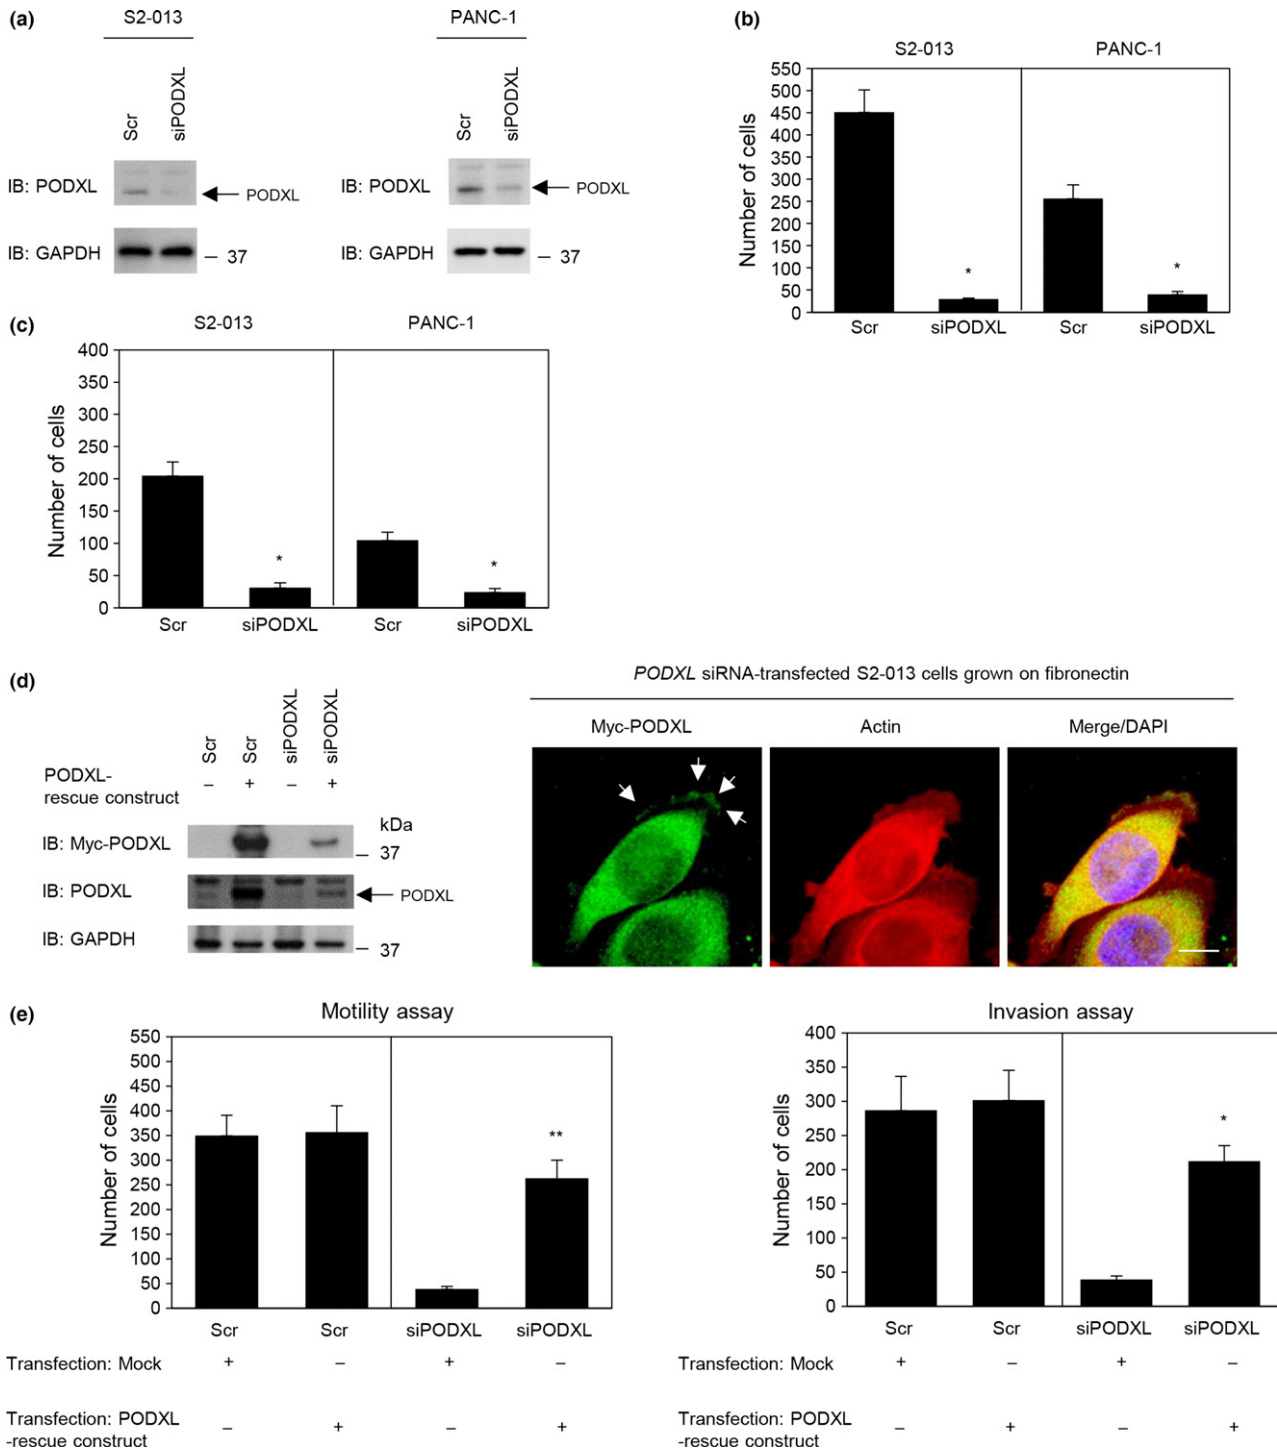 (a)
S2-013
PANC-1
Scr
siPODXL
Scr
siPODXL
IB: PODXL
PODXL
IB: PODXL
PODXL
IB: GAPDH
– 37
IB: GAPDH
– 37
(b)
S2-013
PANC-1
Number of cells
550
500
450
400
350
300
250
200
150
100
50
0
*
*
Scr
siPODXL
Scr
siPODXL
(c)
S2-013
PANC-1
Number of cells
400
350
300
250
200
150
100
50
0
*
*
Scr
siPODXL
Scr
siPODXL
(d)
Scr
Scr
siPODXL
siPODXL
PODXL-
rescue construct
– + – +
kDa
IB: Myc-PODXL
– 37
IB: PODXL
PODXL
IB: GAPDH
– 37
PODXL siRNA-transfected S2-013 cells grown on fibronectin
Myc-PODXL
Actin
Merge/DAPI
(e)
Motility assay
Number of cells
550
500
450
400
350
300
250
200
150
100
50
0
**
Scr
Scr
siPODXL
siPODXL
Transfection: Mock + – + –
Transfection: PODXL
-rescue construct – + – +
Invasion assay
Number of cells
400
350
300
250
200
150
100
50
0
*
Scr
Scr
siPODXL
siPODXL
Transfection: Mock + – + –
Transfection: PODXL
-rescue construct – + – +